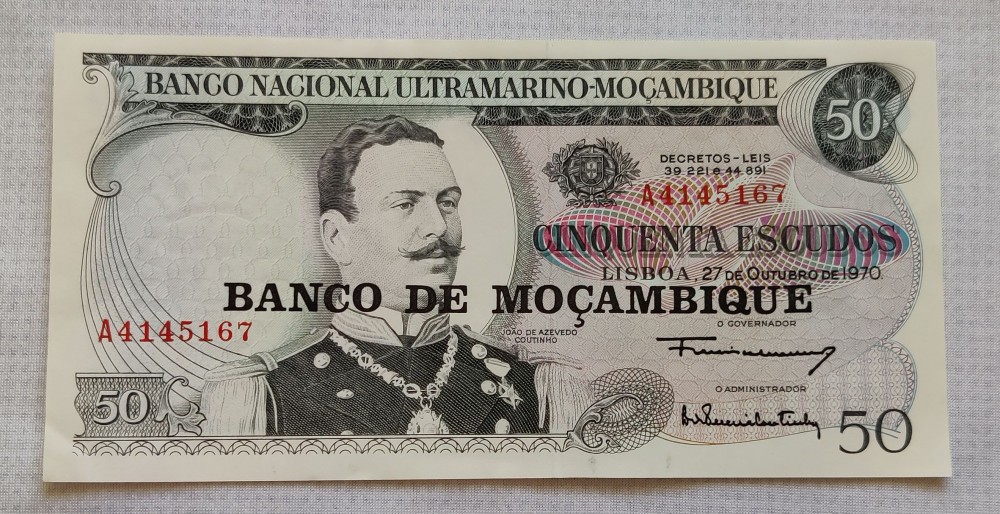 BANCO NACIONAL ULTRAMARINO-MOÇAMBIQUE
50
DECRETOS-LEIS
39 221 e 44 891
A4145167
CINQUENTA ESCUDOS
LISBOA, 27 DE OUTUBRO DE 1970.
BANCO DE MOÇAMBIQUE
A4145167
JOÃO DE AZEVEDO
COUTINHO
O GOVERNADOR
O ADMINISTRADOR
50
50